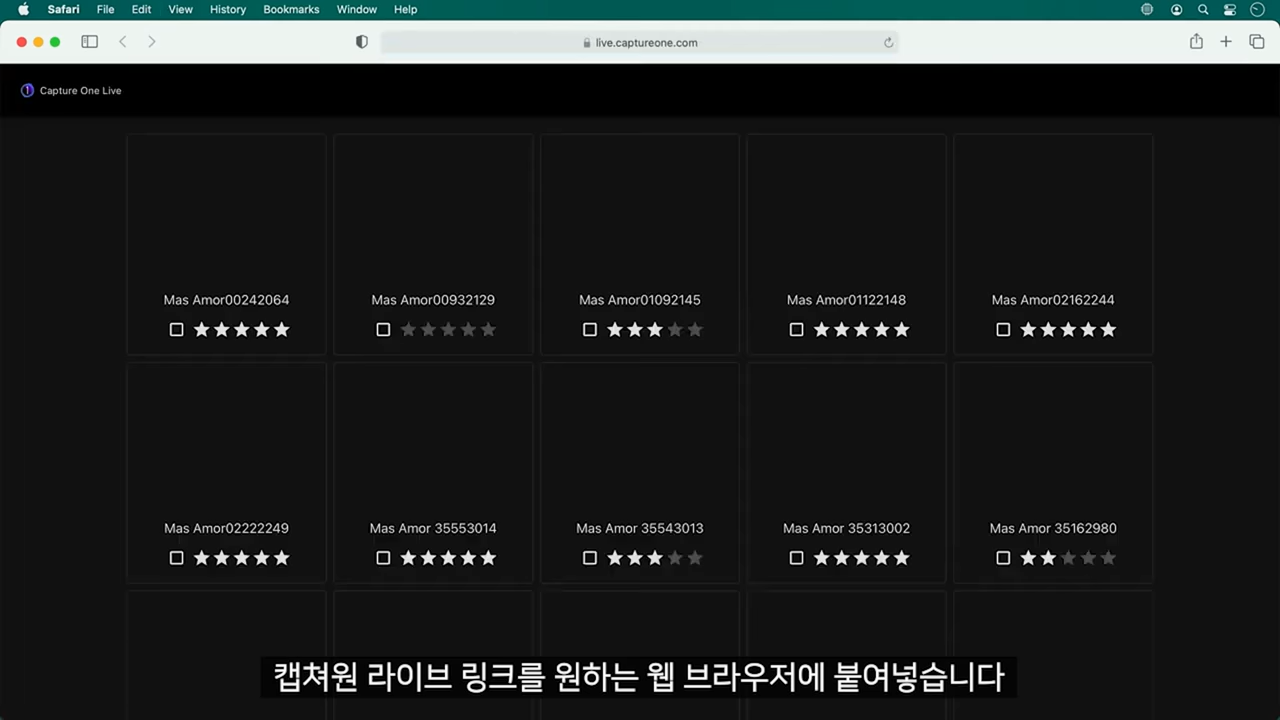 Safari File Edit View History Bookmarks Window Help
live.captureone.com
Capture One Live
Mas Amor00242064
Mas Amor00932129
Mas Amor01092145
Mas Amor01122148
Mas Amor02162244
Mas Amor02222249
Mas Amor 35553014
Mas Amor 35543013
Mas Amor 35313002
Mas Amor 35162980
캡쳐원 라이브 링크를 원하는 웹 브라우저에 붙여넣습니다